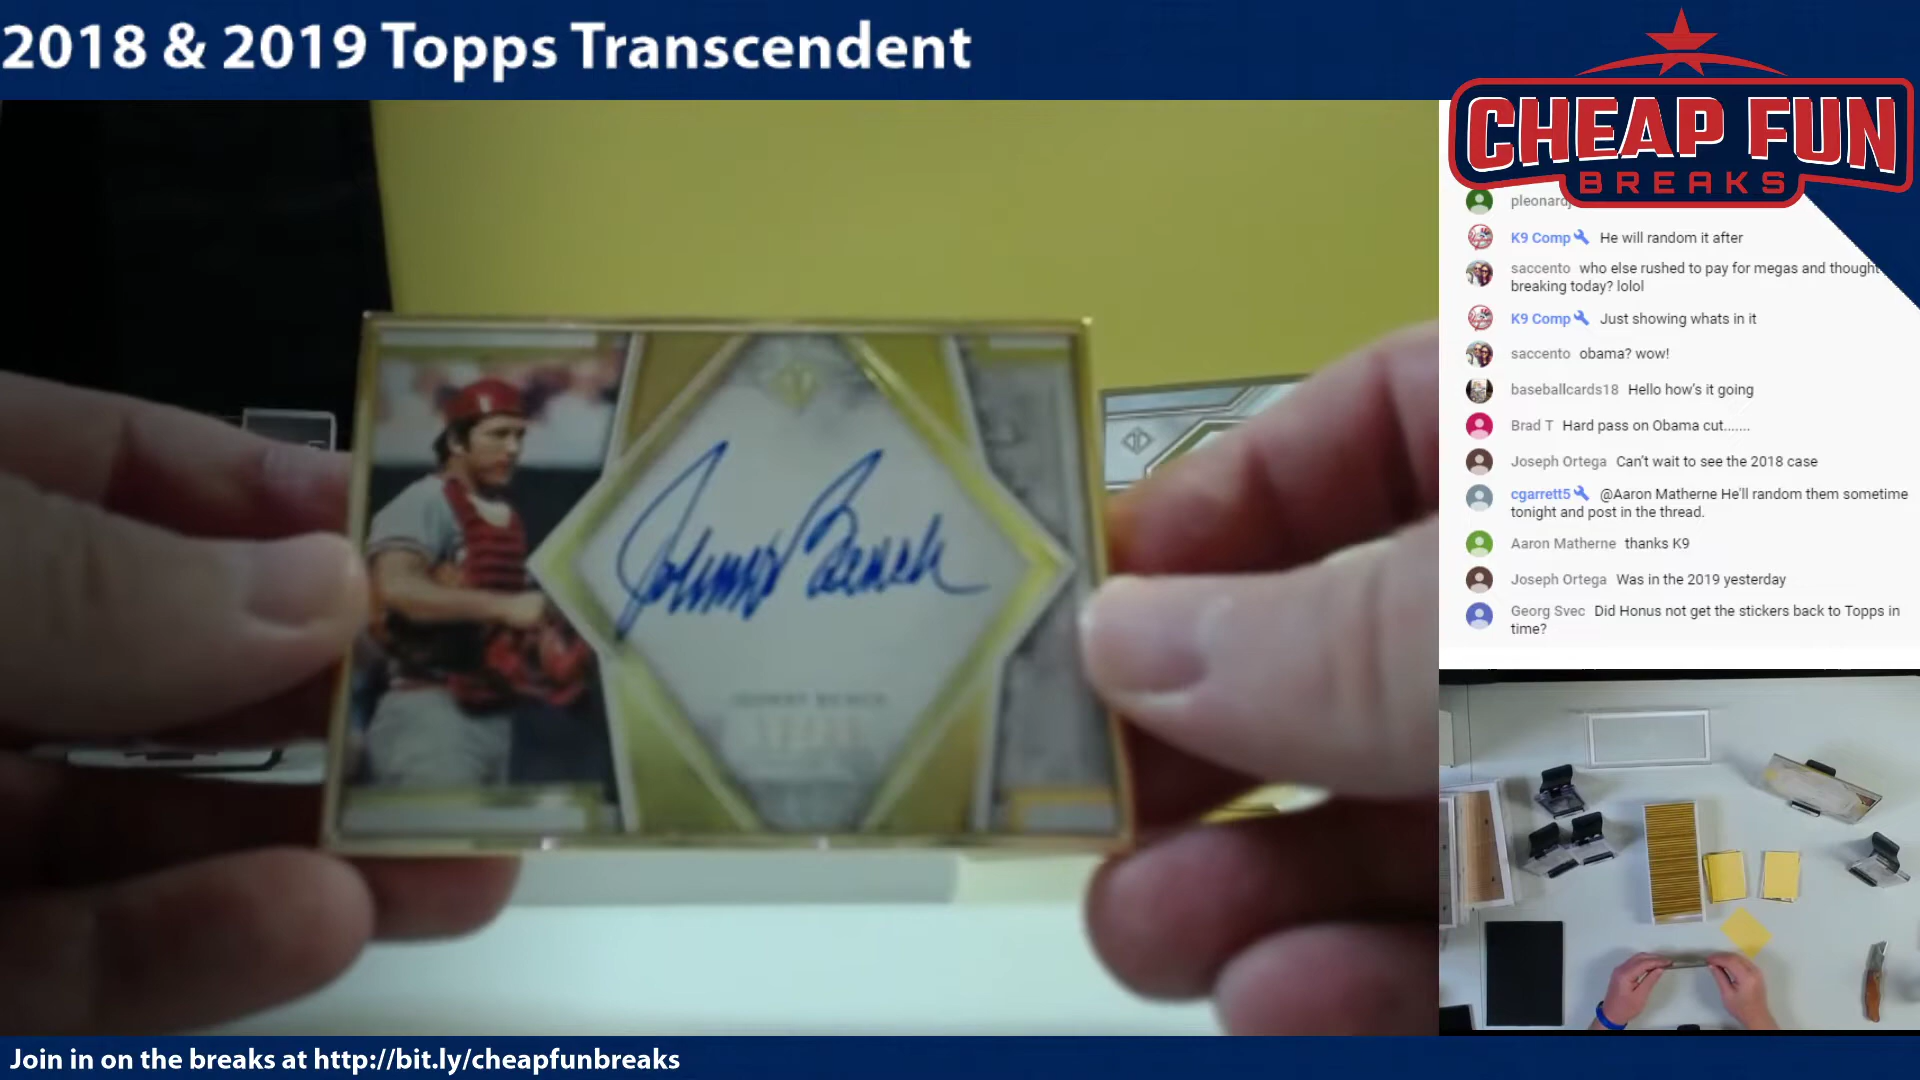 2018 & 2019 Topps Transcendent
CHEAP FUN
BREAKS
Johnny Bench
JOHNNY BENCH
K9 Comp He will random it after
saccento who else rushed to pay for megas and thought
breaking today? lolol
K9 Comp Just showing whats in it
saccento obama? wow!
baseballcards18 Hello how's it going
Brad T Hard pass on Obama cut.......
Joseph Ortega Can't wait to see the 2018 case
cgarrett5 @Aaron Matherne He'll random them sometime
tonight and post in the thread.
Aaron Matherne thanks K9
Joseph Ortega Was in the 2019 yesterday
Georg Svec Did Honus not get the stickers back to Topps in
time?
Join in on the breaks at http://bit.ly/cheapfunbreaks